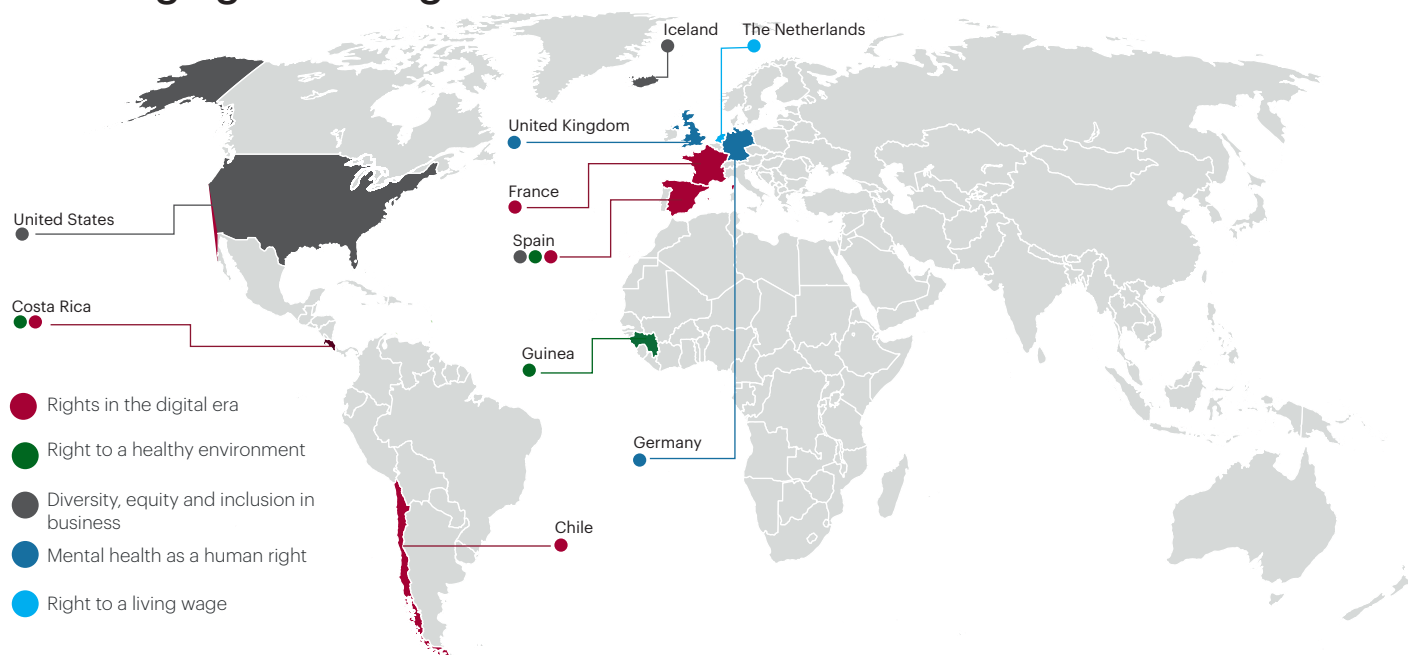 Iceland
The Netherlands
United Kingdom
France
United States
Spain
Costa Rica
Guinea
Rights in the digital era
Germany
Right to a healthy environment
Diversity, equity and inclusion in
business
Chile
Mental health as a human right
Right to a living wage